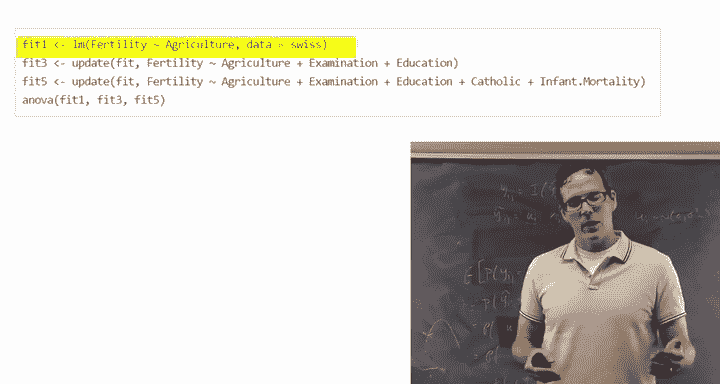 fit1 <- lm(Fertility ~ Agriculture, data = swiss)
fit3 <- update(fit, Fertility ~ Agriculture + Examination + Education)
fit5 <- update(fit, Fertility ~ Agriculture + Examination + Education + Catholic + Infant.Mortality)
anova(fit1, fit3, fit5)